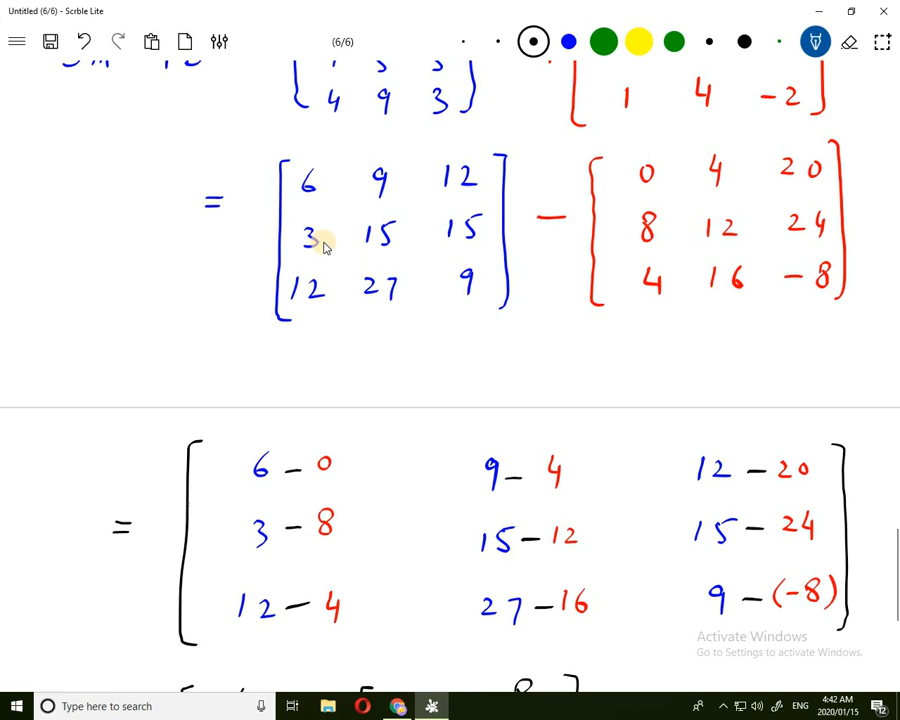 Untitled (6/6) - Scrble Lite
(6/6)
4 9 3 1 4 -2
= [ 6 9 12 ] - [ 0 4 20 ]
3 15 15 8 12 24
12 27 9 4 16 -8
6 - 0 9 - 4 12 - 20
= 3 - 8 15 - 12 15 - 24
12 - 4 27 - 16 9 - (-8)
Activate Windows
Go to Settings to activate Windows.
Type here to search
ENG
4:42 AM
2020/01/15
12